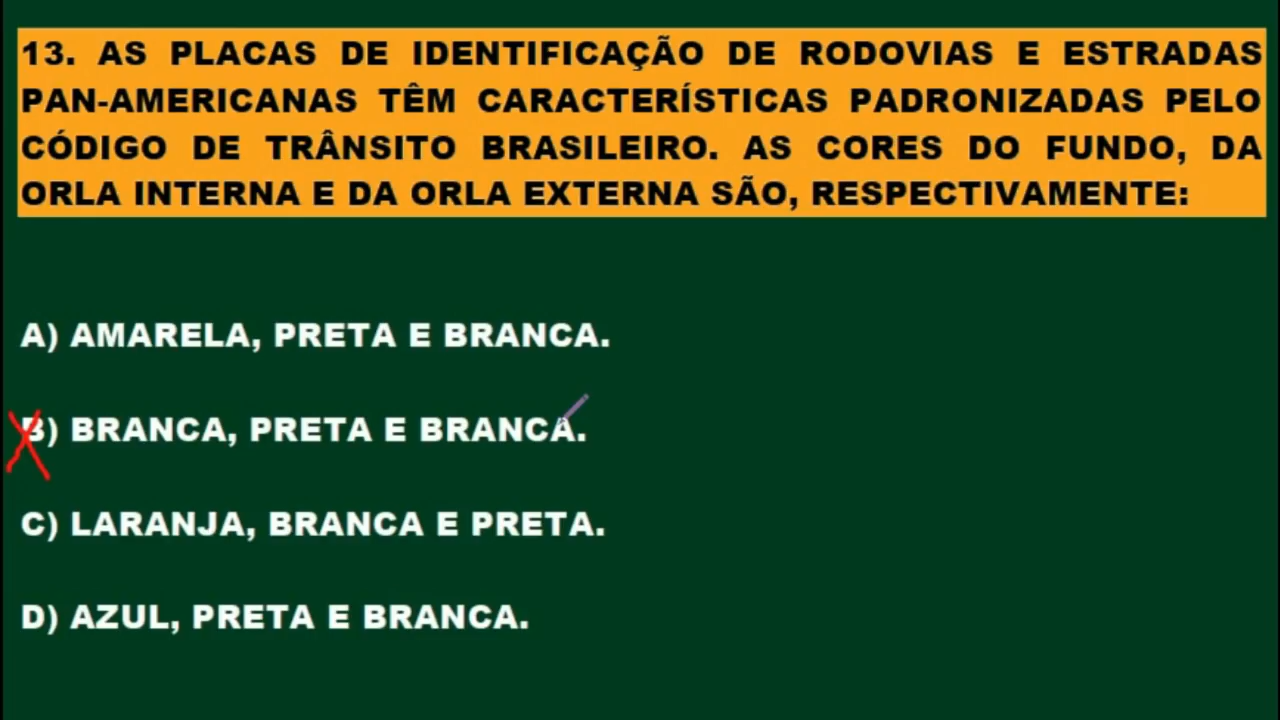 13. AS PLACAS DE IDENTIFICAÇÃO DE RODOVIAS E ESTRADAS
PAN-AMERICANAS TÊM CARACTERÍSTICAS PADRONIZADAS PELO
CÓDIGO DE TRÂNSITO BRASILEIRO. AS CORES DO FUNDO, DA
ORLA INTERNA E DA ORLA EXTERNA SÃO, RESPECTIVAMENTE:
A) AMARELA, PRETA E BRANCA.
B) BRANCA, PRETA E BRANCA.
C) LARANJA, BRANCA E PRETA.
D) AZUL, PRETA E BRANCA.